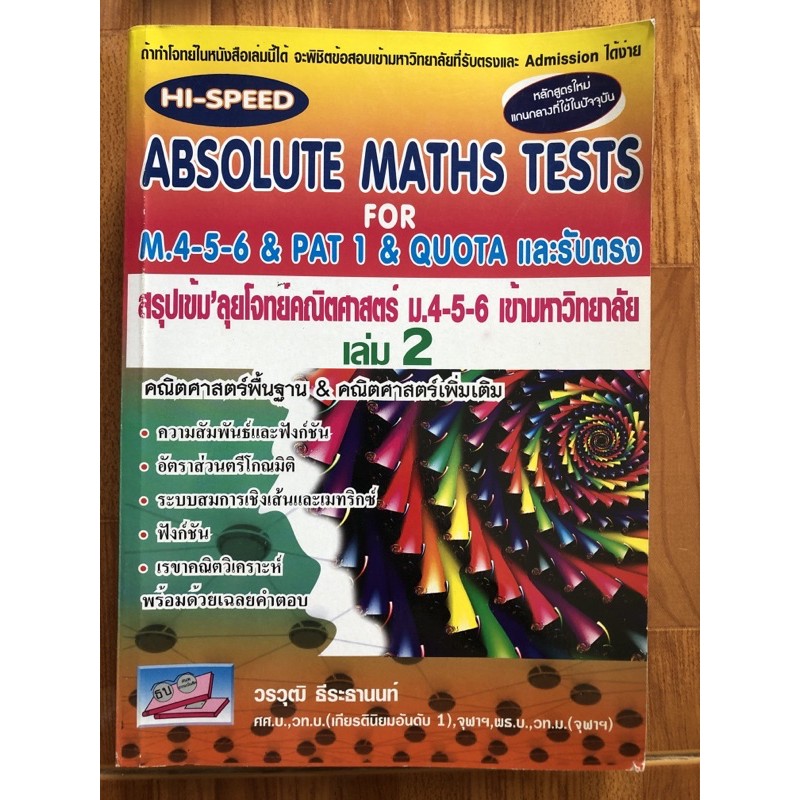 ถ้าทำโจทย์ในหนังสือเล่มนี้ได้ จะพิชิตข้อสอบเข้ามหาวิทยาลัยที่รับตรงและ Admission ได้ง่าย
HI-SPEED
หลักสูตรใหม่
แกนกลางที่ใช้ในปัจจุบัน
ABSOLUTE MATHS TESTS
FOR
M.4-5-6 & PAT 1 & QUOTA และรับตรง
สรุปเข้ม'ลุยโจทย์คณิตศาสตร์ ม.4-5-6 เข้ามหาวิทยาลัย
เล่ม 2
คณิตศาสตร์พื้นฐาน & คณิตศาสตร์เพิ่มเติม
• ความสัมพันธ์และฟังก์ชัน
• อัตราส่วนตรีโกณมิติ
• ระบบสมการเชิงเส้นและเมทริกซ์
• ฟังก์ชัน
• เรขาคณิตวิเคราะห์
พร้อมด้วยเฉลยคำตอบ
ธบ
วรวุฒิ ธีระธานนท์
ศศ.บ.,วท.บ.(เกียรตินิยมอันดับ 1),จุฬาฯ,พธ.บ.,วท.ม.(จุฬาฯ)